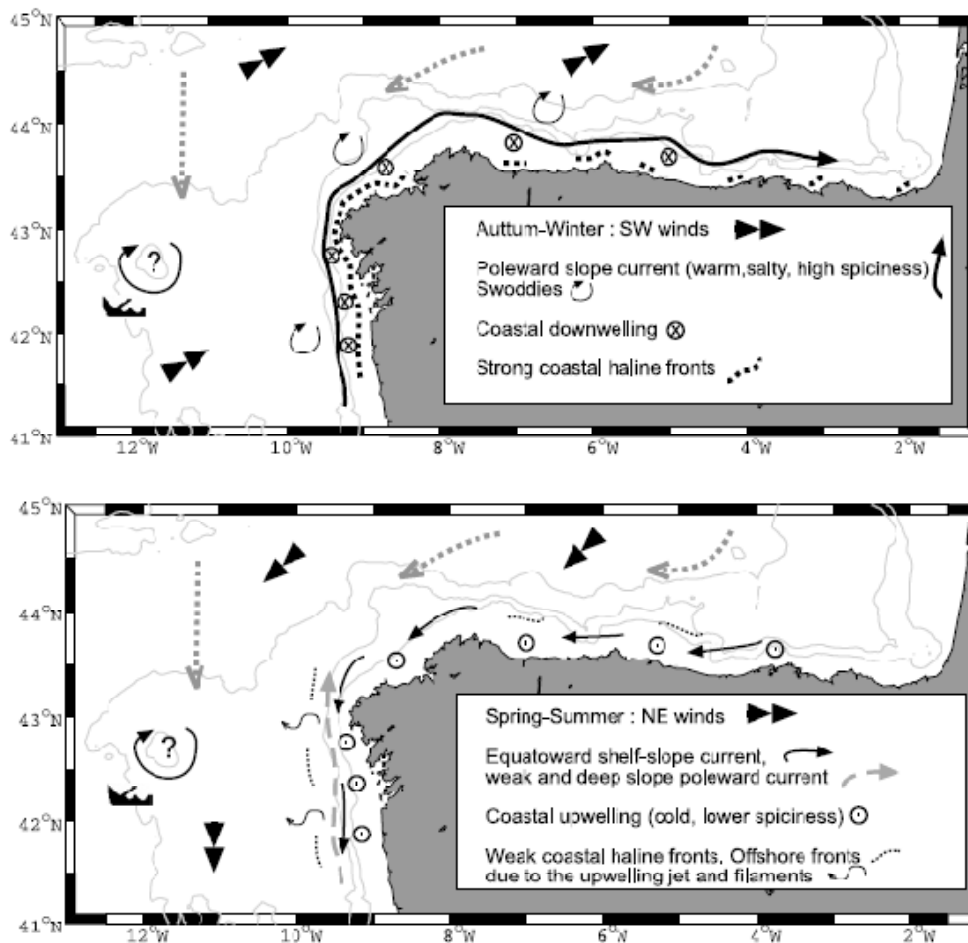 45°N
44°N
43°N
42°N
41°N
?
Auttum-Winter : SW winds
Poleward slope current (warm,salty, high spiciness)
Swoddies
Coastal downwelling
Strong coastal haline fronts
12°W
10°W
8°W
6°W
4°W
2°W
45°N
44°N
43°N
42°N
41°N
?
Spring-Summer : NE winds
Equatoward shelf-slope current,
weak and deep slope poleward current
Coastal upwelling (cold, lower spiciness)
Weak coastal haline fronts, Offshore fronts
due to the upwelling jet and filaments
12°W
10°W
8°W
6°W
4°W
2°W